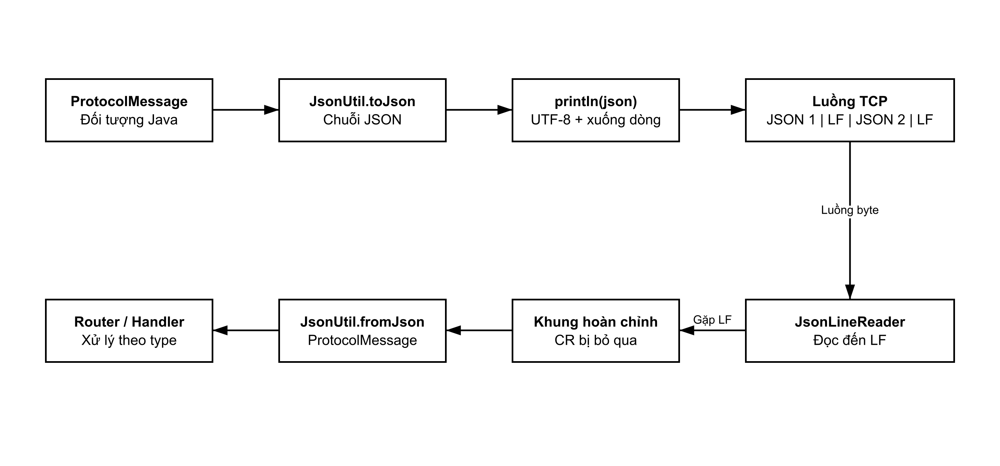 ProtocolMessage
Đối tượng Java
JsonUtil.toJson
Chuỗi JSON
println(json)
UTF-8 + xuống dòng
Luồng TCP
JSON 1 | LF | JSON 2 | LF
Luồng byte
Router / Handler
Xử lý theo type
JsonUtil.fromJson
ProtocolMessage
Khung hoàn chỉnh
CR bị bỏ qua
Gặp LF
JsonLineReader
Đọc đến LF